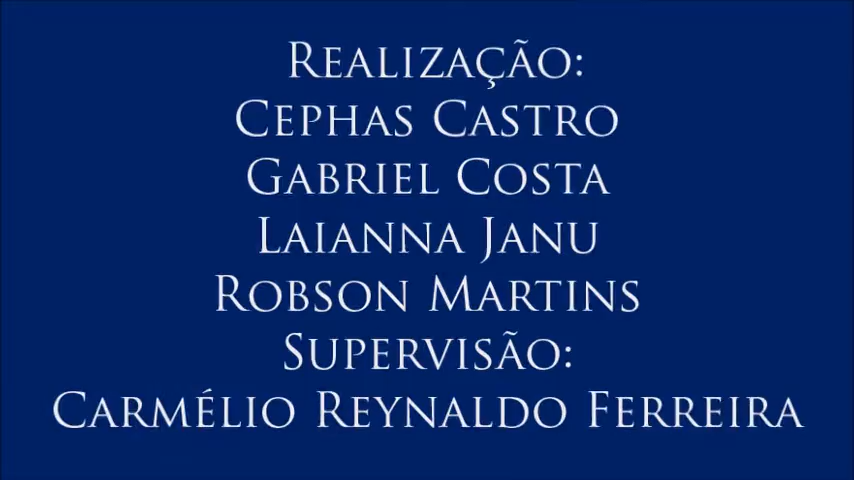 Realização:
Cephas Castro
Gabriel Costa
Laianna Janu
Robson Martins
Supervisão:
Carmélio Reynaldo Ferreira